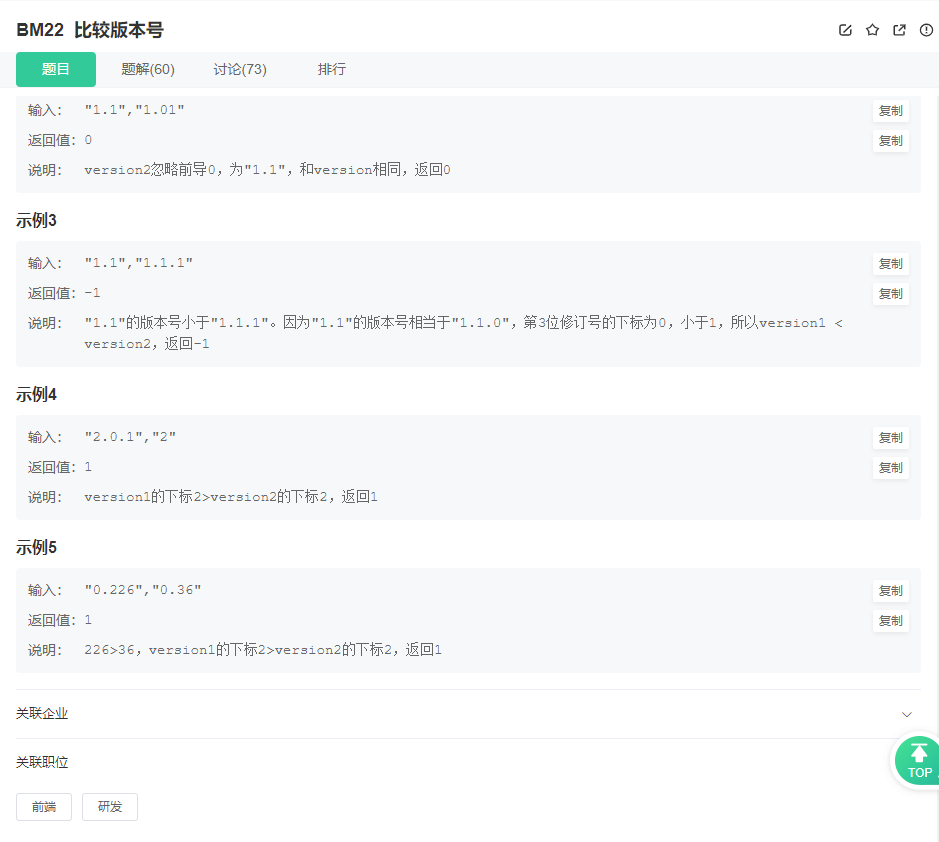 BM22 比较版本号
题目 题解(60) 讨论(73) 排行
输入： "1.1","1.01" 复制
返回值： 0 复制
说明： version2忽略前导0，为"1.1"，和version相同，返回0
示例3
输入： "1.1","1.1.1" 复制
返回值： -1 复制
说明： "1.1"的版本号小于"1.1.1"。因为"1.1"的版本号相当于"1.1.0"，第3位修订号的下标为0，小于1，所以version1 <
version2，返回-1
示例4
输入： "2.0.1","2" 复制
返回值： 1 复制
说明： version1的下标2>version2的下标2，返回1
示例5
输入： "0.226","0.36" 复制
返回值： 1 复制
说明： 226>36，version1的下标2>version2的下标2，返回1
关联企业
关联职位
TOP
前端 研发